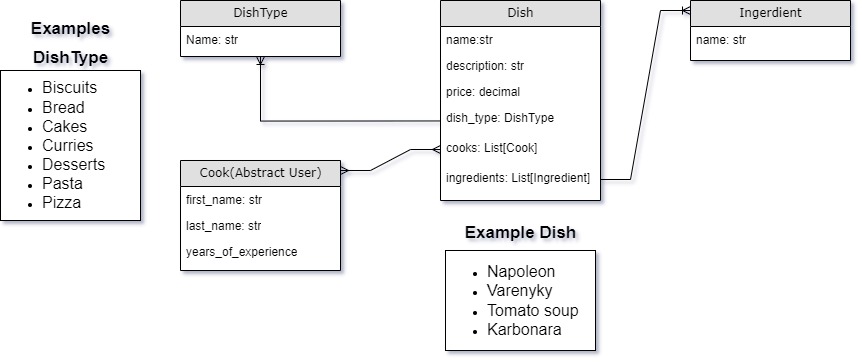 Examples
DishType
Biscuits
Bread
Cakes
Curries
Desserts
Pasta
Pizza
DishType
Name: str
Cook(Abstract User)
first_name: str
last_name: str
years_of_experience
Dish
name:str
description: str
price: decimal
dish_type: DishType
cooks: List[Cook]
ingredients: List[Ingredient]
Example Dish
Napoleon
Varenyky
Tomato soup
Karbonara
Ingerdient
name: str